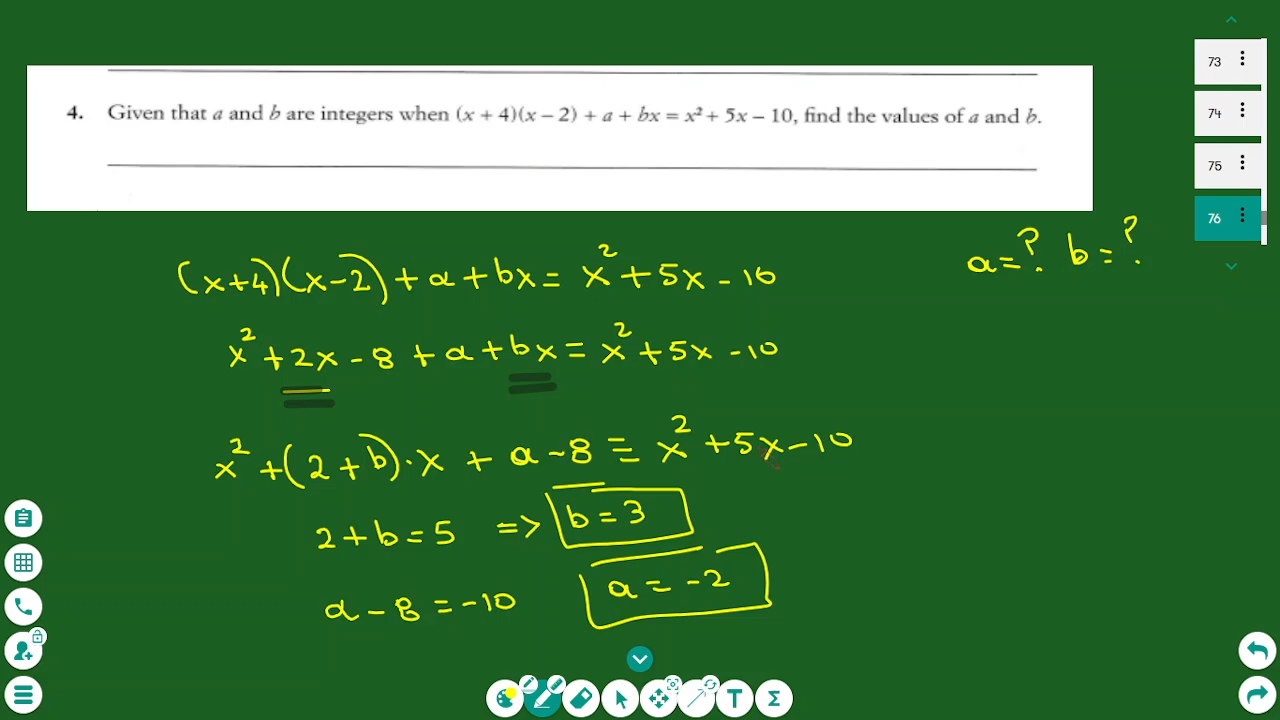 73
4. Given that a and b are integers when (x + 4)(x − 2) + a + bx = x² + 5x − 10, find the values of a and b.
74
75
76
a=? b=?
(x+4)(x-2)+a+bx=x²+5x-10
x²+2x-8+a+bx=x²+5x-10
x²+(2+b)·x+a-8=x²+5x-10
2+b=5 => b=3
a-8=-10 a=-2
T Σ